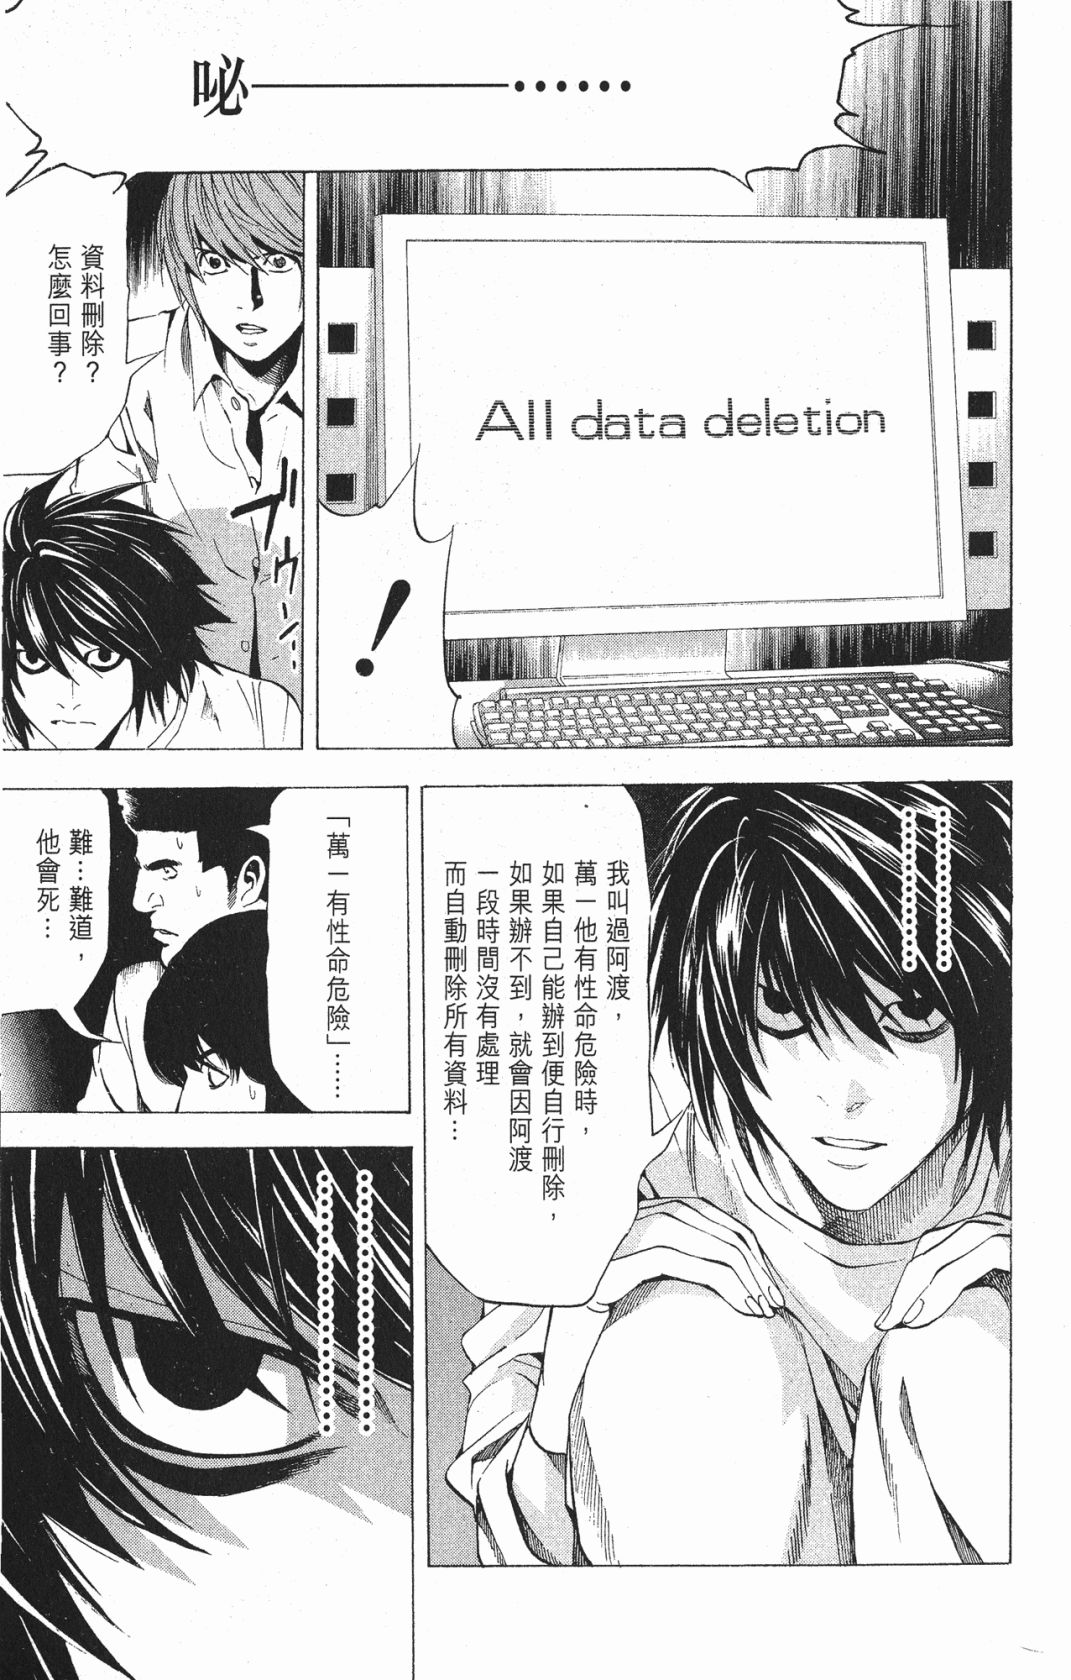 咇————……
All data deletion
！
資料刪除？
怎麼回事？
ブゥーン…
……
我叫過阿渡，
萬一他有性命危險時，
如果自己能辦到便自行刪除，
如果辦不到，就會因阿渡
一段時間沒有處理
而自動刪除所有資料…
「萬一有性命危險」……
難…難道，
他會死…
……